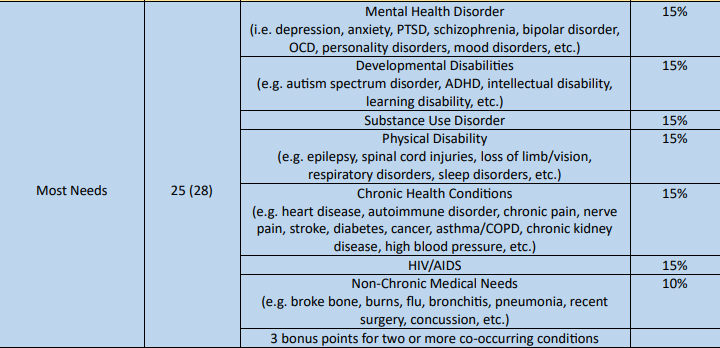 Mental Health Disorder
15%
(i.e. depression, anxiety, PTSD, schizophrenia, bipolar disorder,
OCD, personality disorders, mood disorders, etc.)
Developmental Disabilities
15%
(e.g. autism spectrum disorder, ADHD, intellectual disability,
learning disability, etc.)
Substance Use Disorder
15%
Physical Disability
15%
(e.g. epilepsy, spinal cord injuries, loss of limb/vision,
respiratory disorders, sleep disorders, etc.)
Most Needs
25 (28)
Chronic Health Conditions
15%
(e.g. heart disease, autoimmune disorder, chronic pain, nerve
pain, stroke, diabetes, cancer, asthma/COPD, chronic kidney
disease, high blood pressure, etc.)
HIV/AIDS
15%
Non-Chronic Medical Needs
10%
(e.g. broke bone, burns, flu, bronchitis, pneumonia, recent
surgery, concussion, etc.)
3 bonus points for two or more co-occurring conditions